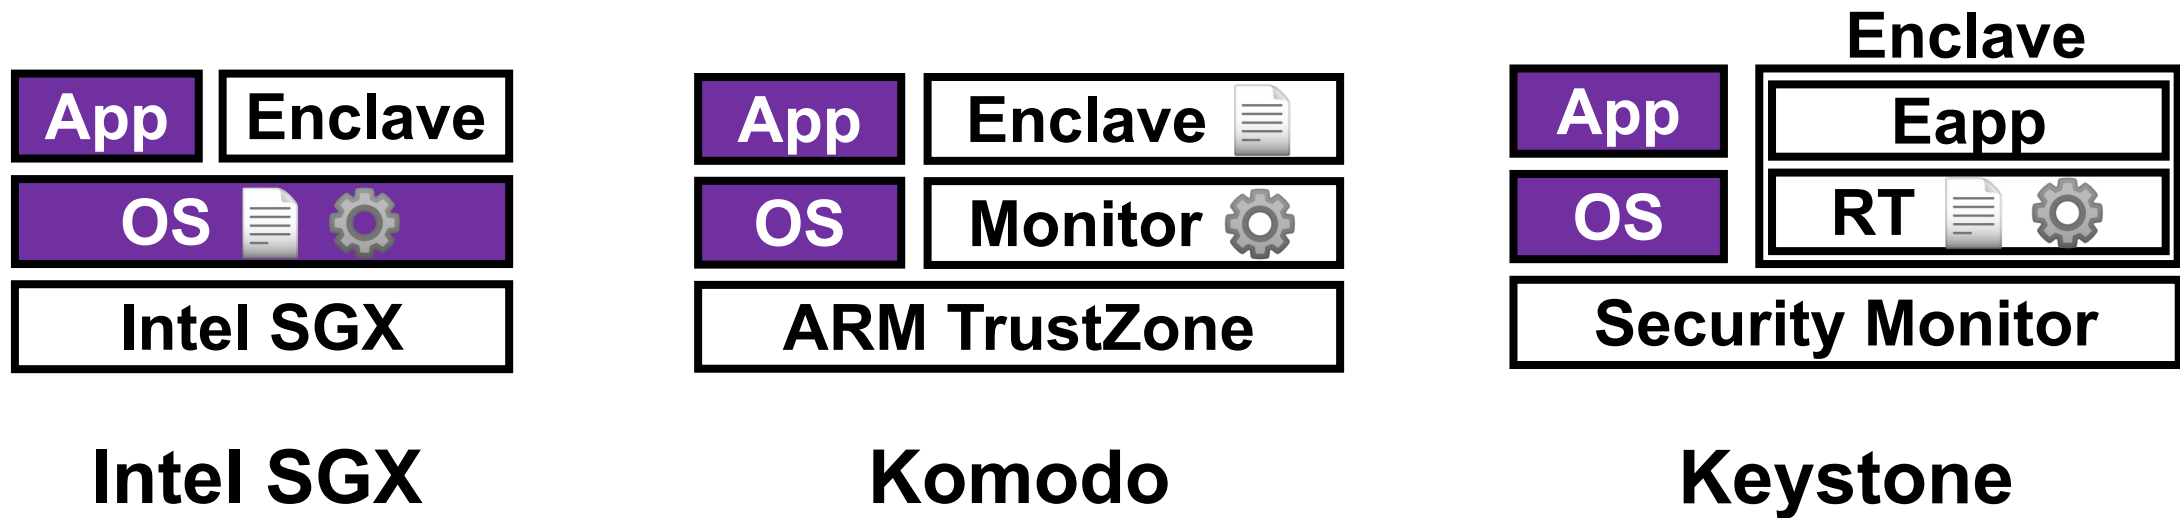 App
Enclave
OS
Intel SGX
Intel SGX
App
Enclave
OS
Monitor
ARM TrustZone
Komodo
Enclave
App
Eapp
OS
RT
Security Monitor
Keystone